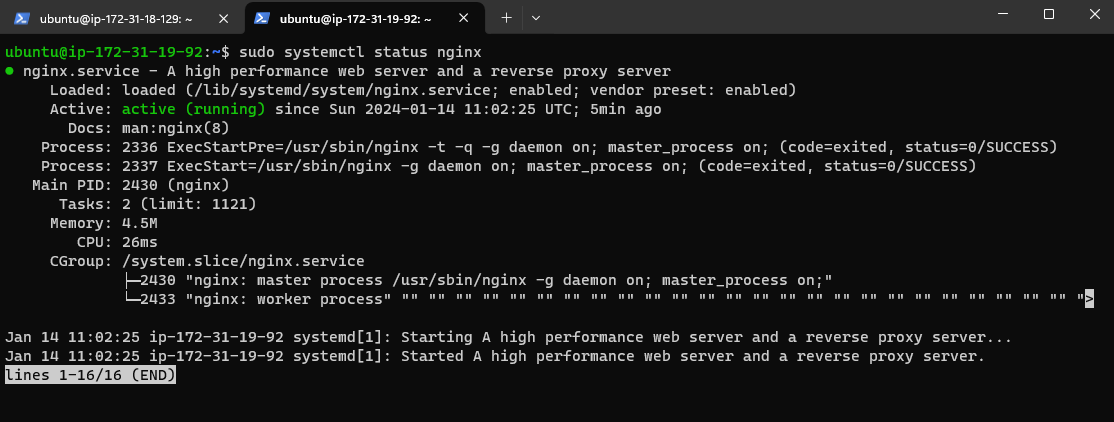 ubuntu@ip-172-31-18-129: ~
ubuntu@ip-172-31-19-92: ~
ubuntu@ip-172-31-19-92:~$ sudo systemctl status nginx
● nginx.service - A high performance web server and a reverse proxy server
Loaded: loaded (/lib/systemd/system/nginx.service; enabled; vendor preset: enabled)
Active: active (running) since Sun 2024-01-14 11:02:25 UTC; 5min ago
Docs: man:nginx(8)
Process: 2336 ExecStartPre=/usr/sbin/nginx -t -q -g daemon on; master_process on; (code=exited, status=0/SUCCESS)
Process: 2337 ExecStart=/usr/sbin/nginx -g daemon on; master_process on; (code=exited, status=0/SUCCESS)
Main PID: 2430 (nginx)
Tasks: 2 (limit: 1121)
Memory: 4.5M
CPU: 26ms
CGroup: /system.slice/nginx.service
├─2430 "nginx: master process /usr/sbin/nginx -g daemon on; master_process on;"
└─2433 "nginx: worker process" "" "" "" "" "" "" "" "" "" "" "" "" "" "" "" "" "" "" "" "" "" "" "" "" "" ">
Jan 14 11:02:25 ip-172-31-19-92 systemd[1]: Starting A high performance web server and a reverse proxy server...
Jan 14 11:02:25 ip-172-31-19-92 systemd[1]: Started A high performance web server and a reverse proxy server.
lines 1-16/16 (END)